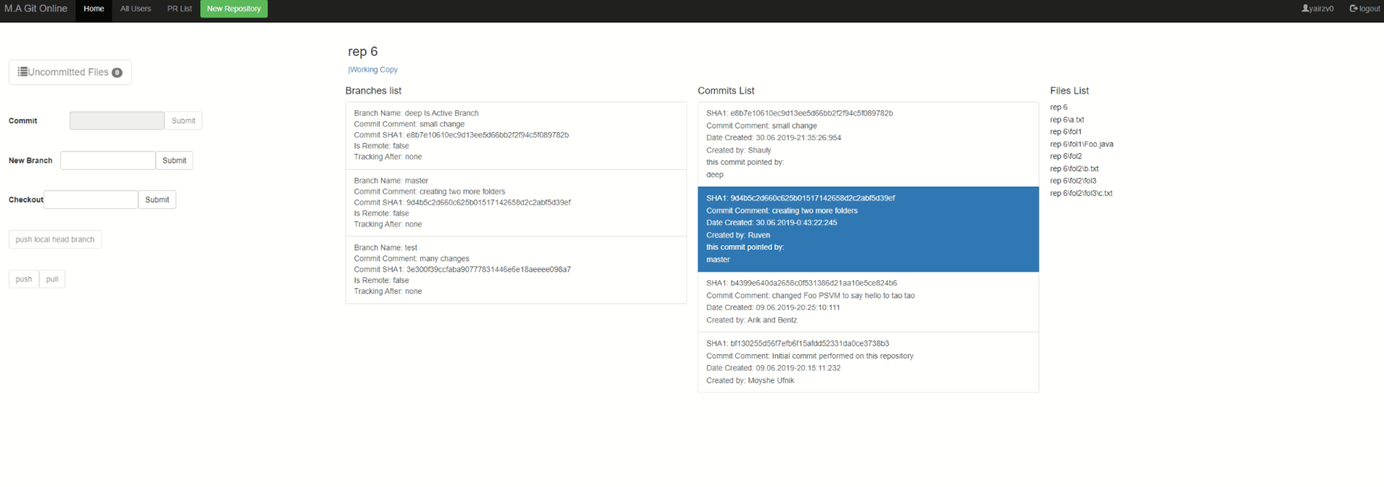 M.A Git Online Home All Users PR List New Repository yairzv0 logout
Uncommitted Files 0
Commit Submit
New Branch Submit
Checkout Submit
push local head branch
push pull
rep 6
|Working Copy
Branches list
Branch Name: deep Is Active Branch
Commit Comment: small change
Commit SHA1: e8b7e10610ec9d13ee5d66bb2f2f94c5f089782b
Is Remote: false
Tracking After: none
Branch Name: master
Commit Comment: creating two more folders
Commit SHA1: 9d4b5c2d660c625b01517142658d2c2abf5d39ef
Is Remote: false
Tracking After: none
Branch Name: test
Commit Comment: many changes
Commit SHA1: 3e300f39ccfaba90777831446e6e18aeeee098a7
Is Remote: false
Tracking After: none
Commits List
SHA1: e8b7e10610ec9d13ee5d66bb2f2f94c5f089782b
Commit Comment: small change
Date Created: 30.06.2019-21:35:26:954
Created by: Shauly
this commit pointed by:
deep
SHA1: 9d4b5c2d660c625b01517142658d2c2abf5d39ef
Commit Comment: creating two more folders
Date Created: 30.06.2019-0:43:22:245
Created by: Ruven
this commit pointed by:
master
SHA1: b4399e640da2658c0f531386d21aa10e5ce824b6
Commit Comment: changed Foo PSVM to say hello to tao tao
Date Created: 09.06.2019-20:25:10:111
Created by: Arik and Bentz
SHA1: bf130255d56f7efb6f15afdd52331da0ce3738b3
Commit Comment: Initial commit performed on this repository
Date Created: 09.06.2019-20:15:11:232
Created by: Moyshe Ufnik
Files List
rep 6
rep 6\a.txt
rep 6\fol1
rep 6\fol1\Foo.java
rep 6\fol2
rep 6\fol2\b.txt
rep 6\fol2\fol3
rep 6\fol2\fol3\c.txt